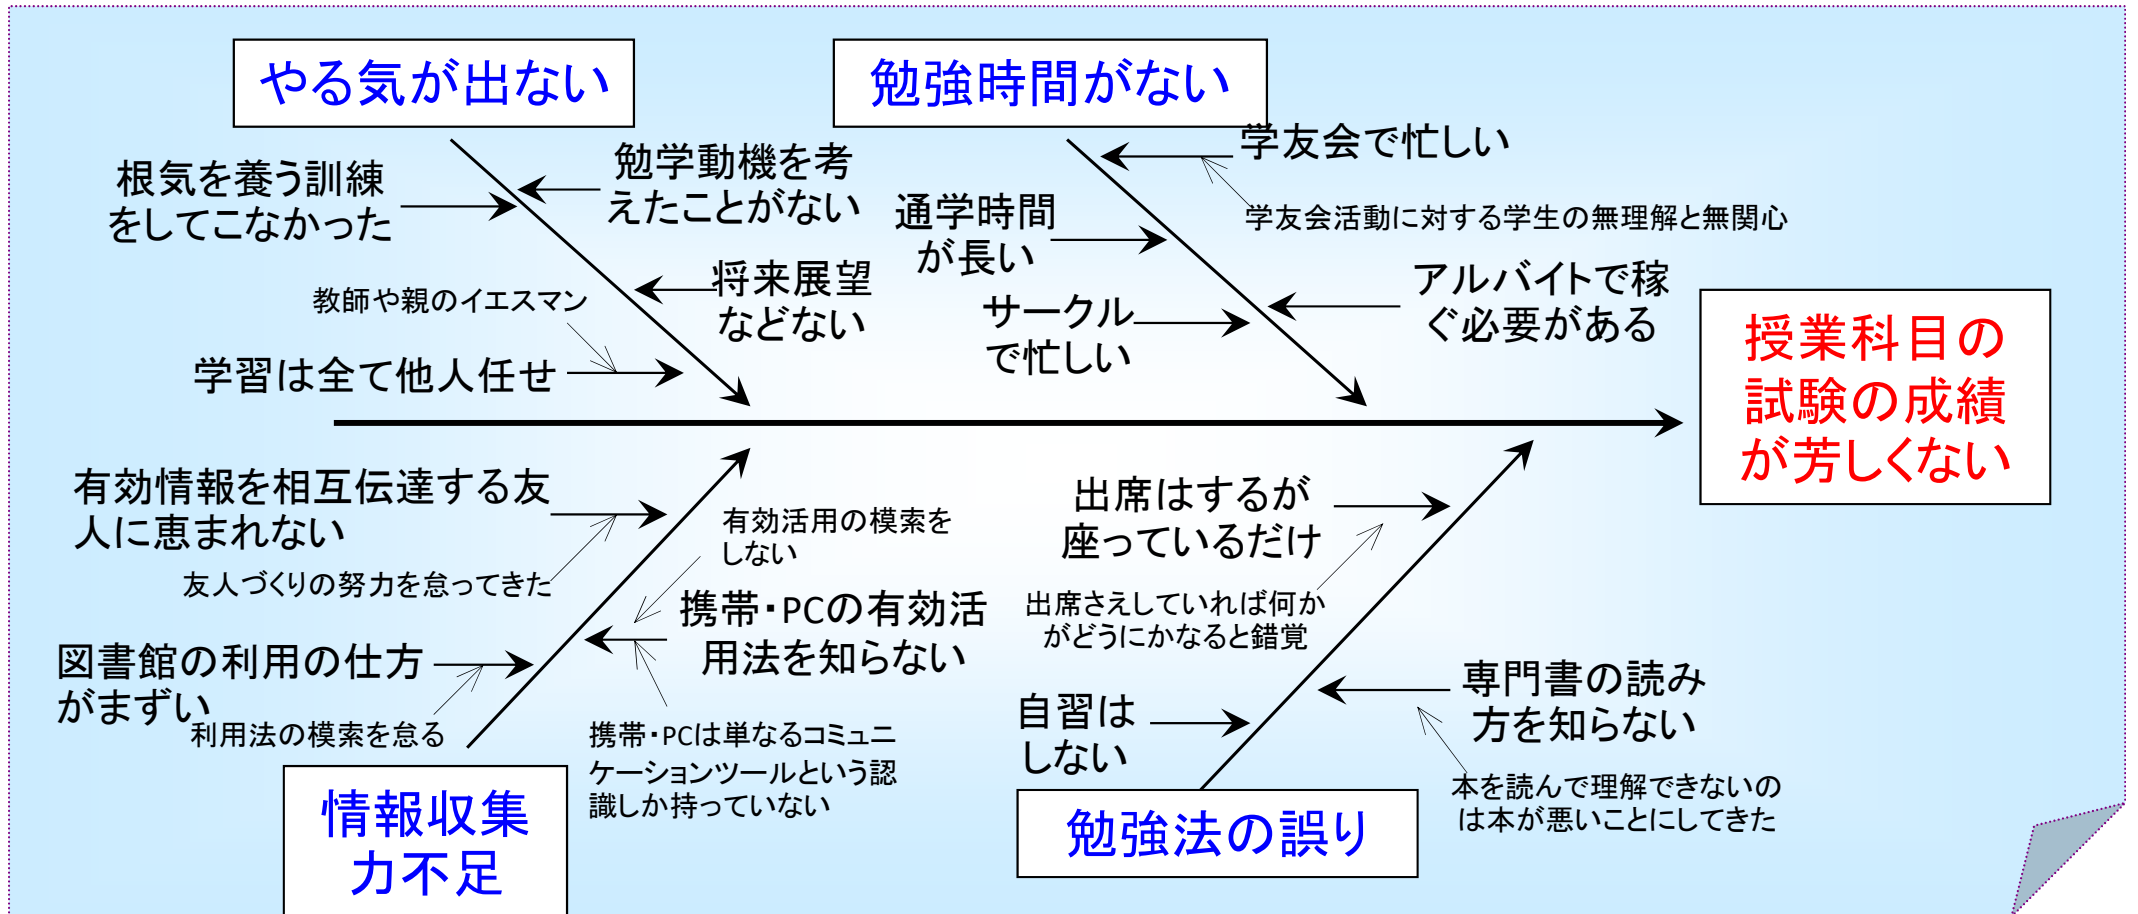 やる気が出ない
勉強時間がない
根気を養う訓練
をしてこなかった
勉学動機を考
えたことがない
教師や親のイエスマン
将来展望
などない
学習は全て他人任せ
学友会で忙しい
学友会活動に対する学生の無理解と無関心
通学時間
が長い
サークル
で忙しい
アルバイトで稼
ぐ必要がある
授業科目の
試験の成績
が芳しくない
有効情報を相互伝達する友
人に恵まれない
友人づくりの努力を怠ってきた
有効活用の模索を
しない
携帯・PCの有効活
用法を知らない
図書館の利用の仕方
がまずい
利用法の模索を怠る
携帯・PCは単なるコミュニ
ケーションツールという認
識しか持っていない
情報収集
力不足
出席はするが
座っているだけ
出席さえしていれば何か
がどうにかなると錯覚
自習は
しない
専門書の読み
方を知らない
本を読んで理解できないの
は本が悪いことにしてきた
勉強法の誤り